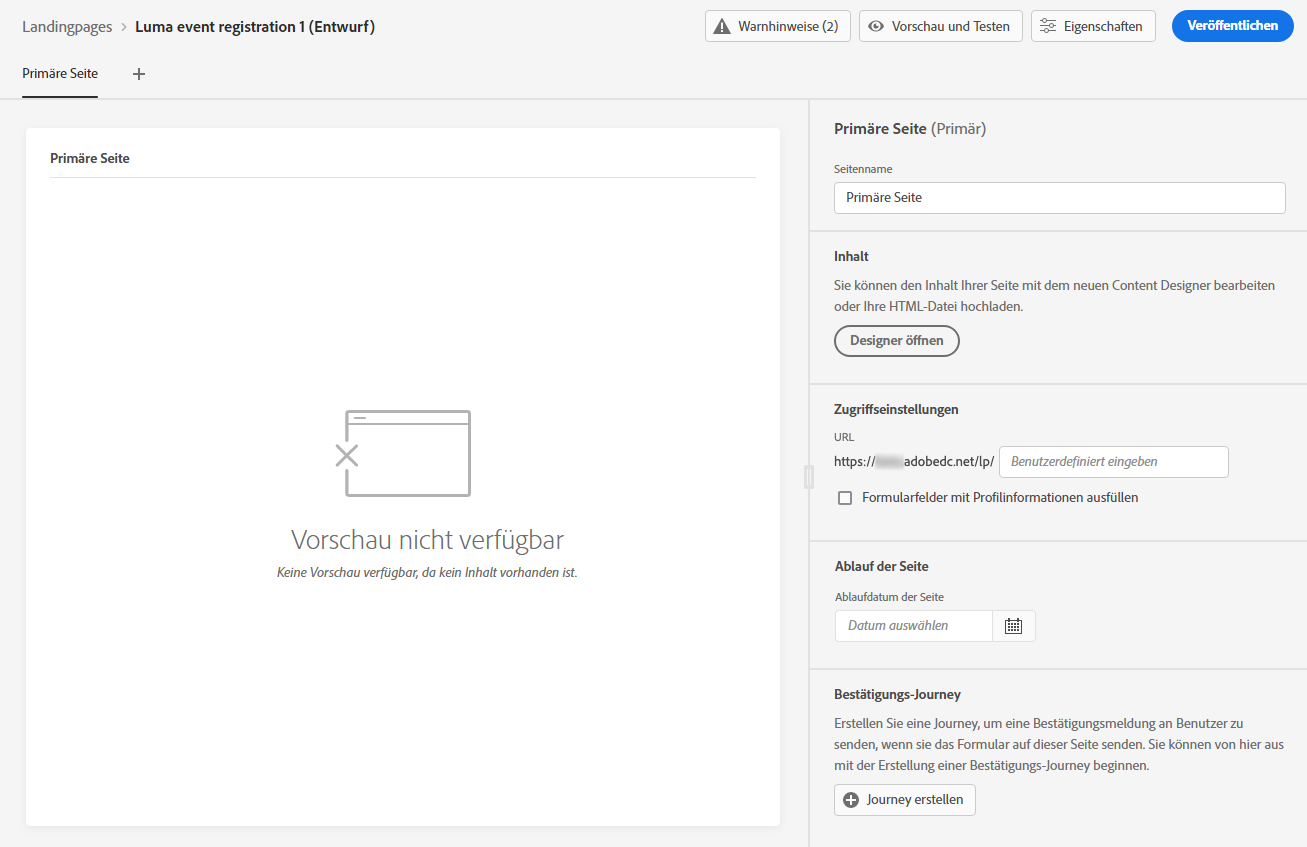 Landingpages > Luma event registration 1 (Entwurf)
Warnhinweise (2)
Vorschau und Testen
Eigenschaften
Veröffentlichen
Primäre Seite
Primäre Seite
Vorschau nicht verfügbar
Keine Vorschau verfügbar, da kein Inhalt vorhanden ist.
Primäre Seite (Primär)
Seitenname
Primäre Seite
Inhalt
Sie können den Inhalt Ihrer Seite mit dem neuen Content Designer bearbeiten
oder Ihre HTML-Datei hochladen.
Designer öffnen
Zugriffseinstellungen
URL
https:// adobedc.net/lp/ Benutzerdefiniert eingeben
Formularfelder mit Profilinformationen ausfüllen
Ablauf der Seite
Ablaufdatum der Seite
Datum auswählen
Bestätigungs-Journey
Erstellen Sie eine Journey, um eine Bestätigungsmeldung an Benutzer zu
senden, wenn sie das Formular auf dieser Seite senden. Sie können von hier aus
mit der Erstellung einer Bestätigungs-Journey beginnen.
Journey erstellen